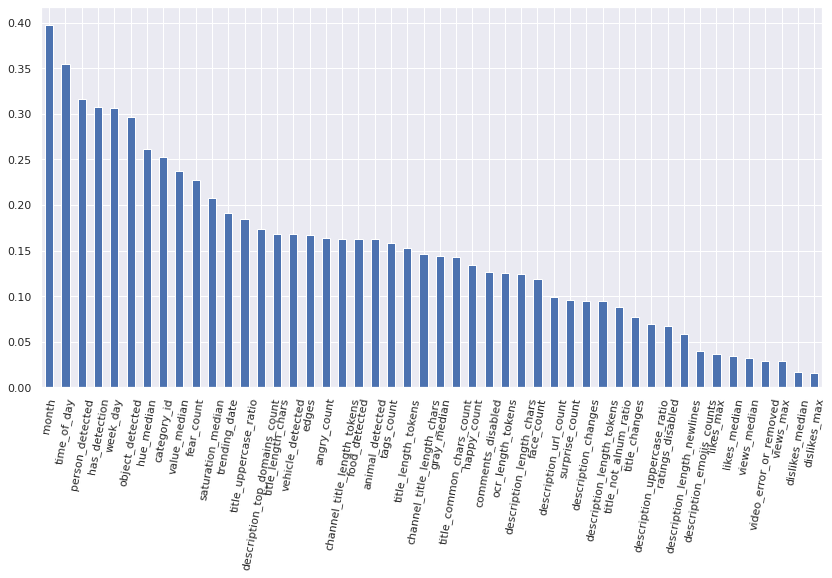 0.40
0.35
0.30
0.25
0.20
0.15
0.10
0.05
0.00
month
time_of_day
person_detected
has_detection
week_day
object_detected
hue_median
category_id
value_median
fear_count
saturation_median
trending_date
title_uppercase_ratio
description_top_domains_count
title_length_chars
vehicle_detected
edges
angry_count
channel_title_length_tokens
food_detected
animal_detected
tags_count
title_length_tokens
channel_title_length_chars
gray_median
title_common_chars_count
happy_count
comments_disabled
ocr_length_tokens
description_length_chars
face_count
description_url_count
surprise_count
description_changes
description_length_tokens
title_not_alnum_ratio
title_changes
description_uppercase_ratio
ratings_disabled
description_length_newlines
description_emojis_counts
likes_max
likes_median
views_median
video_error_or_removed
views_max
dislikes_median
dislikes_max